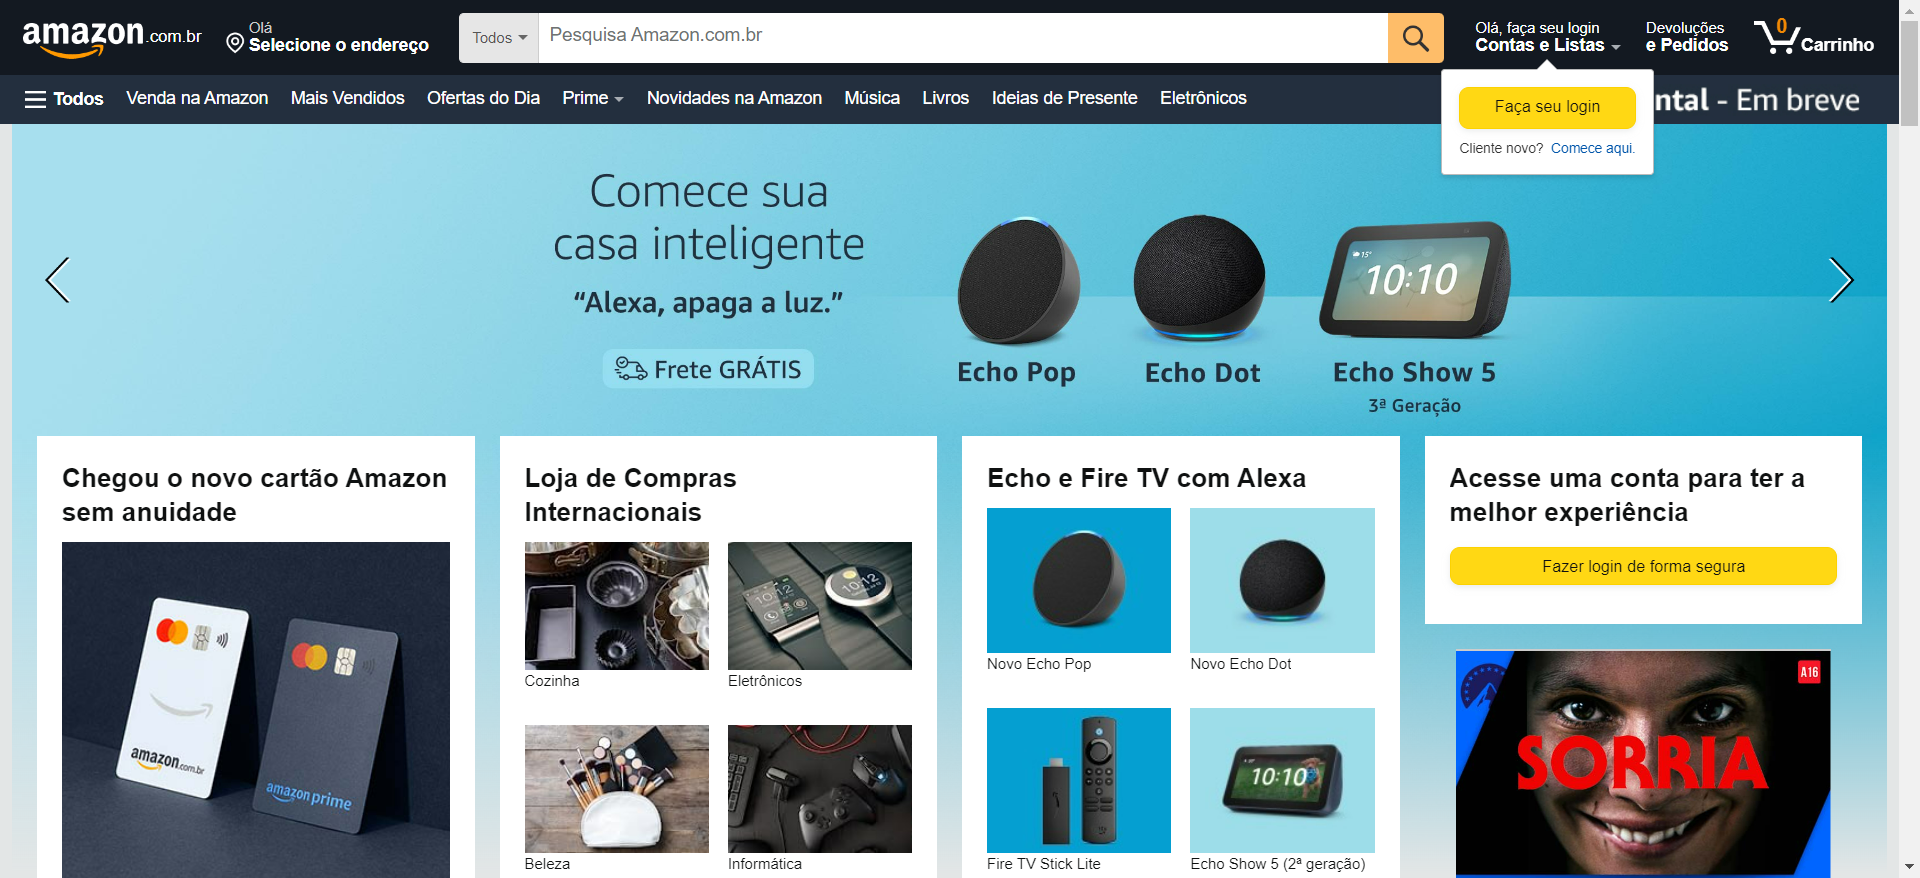 amazon.com.br
Olá
Selecione o endereço
Todos
Pesquisa Amazon.com.br
Olá, faça seu login
Contas e Listas
Devoluções
e Pedidos
0
Carrinho
Todos
Venda na Amazon
Mais Vendidos
Ofertas do Dia
Prime
Novidades na Amazon
Música
Livros
Ideias de Presente
Eletrônicos
ntal - Em breve
Faça seu login
Cliente novo? Comece aqui.
Comece sua
casa inteligente
“Alexa, apaga a luz.”
Frete GRÁTIS
15°
10:10
Echo Pop
Echo Dot
Echo Show 5
3ª Geração
Chegou o novo cartão Amazon
sem anuidade
amazon.com.br
amazon prime
Loja de Compras
Internacionais
10:12
10:12
Cozinha
Eletrônicos
Beleza
Informática
Echo e Fire TV com Alexa
Novo Echo Pop
Novo Echo Dot
10:10
Fire TV Stick Lite
Echo Show 5 (2ª geração)
Acesse uma conta para ter a
melhor experiência
Fazer login de forma segura
A16
SORRIA